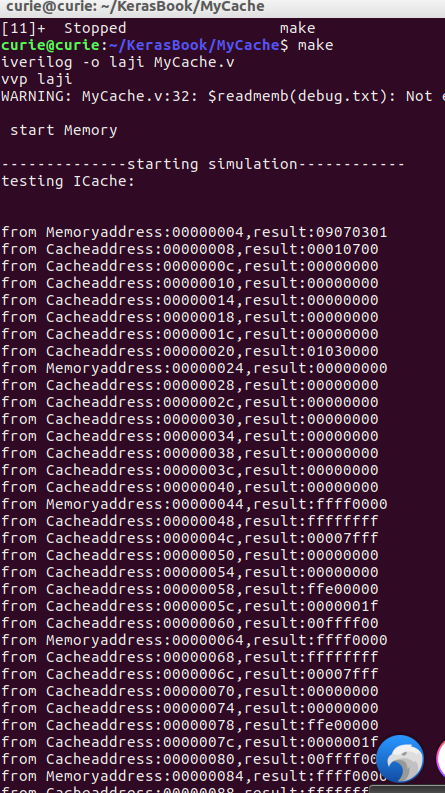 curie@curie: ~/KerasBook/MyCache
[11]+  Stopped                 make
curie@curie:~/KerasBook/MyCache$ make
iverilog -o laji MyCache.v
vvp laji
WARNING: MyCache.v:32: $readmemb(debug.txt): Not
 start Memory
--------------starting simulation------------
testing ICache:
from Memoryaddress:00000004,result:09070301
from Cacheaddress:00000008,result:00010700
from Cacheaddress:0000000c,result:00000000
from Cacheaddress:00000010,result:00000000
from Cacheaddress:00000014,result:00000000
from Cacheaddress:00000018,result:00000000
from Cacheaddress:0000001c,result:00000000
from Cacheaddress:00000020,result:01030000
from Memoryaddress:00000024,result:00000000
from Cacheaddress:00000028,result:00000000
from Cacheaddress:0000002c,result:00000000
from Cacheaddress:00000030,result:00000000
from Cacheaddress:00000034,result:00000000
from Cacheaddress:00000038,result:00000000
from Cacheaddress:0000003c,result:00000000
from Cacheaddress:00000040,result:00000000
from Memoryaddress:00000044,result:ffff0000
from Cacheaddress:00000048,result:ffffffff
from Cacheaddress:0000004c,result:00007fff
from Cacheaddress:00000050,result:00000000
from Cacheaddress:00000054,result:00000000
from Cacheaddress:00000058,result:ffe00000
from Cacheaddress:0000005c,result:0000001f
from Cacheaddress:00000060,result:00ffff00
from Memoryaddress:00000064,result:ffff0000
from Cacheaddress:00000068,result:ffffffff
from Cacheaddress:0000006c,result:00007fff
from Cacheaddress:00000070,result:00000000
from Cacheaddress:00000074,result:00000000
from Cacheaddress:00000078,result:ffe00000
from Cacheaddress:0000007c,result:0000001f
from Cacheaddress:00000080,result:00ffff00
from Memoryaddress:00000084,result:ffff0000
from Cacheaddress:00000088,result:ffffffff